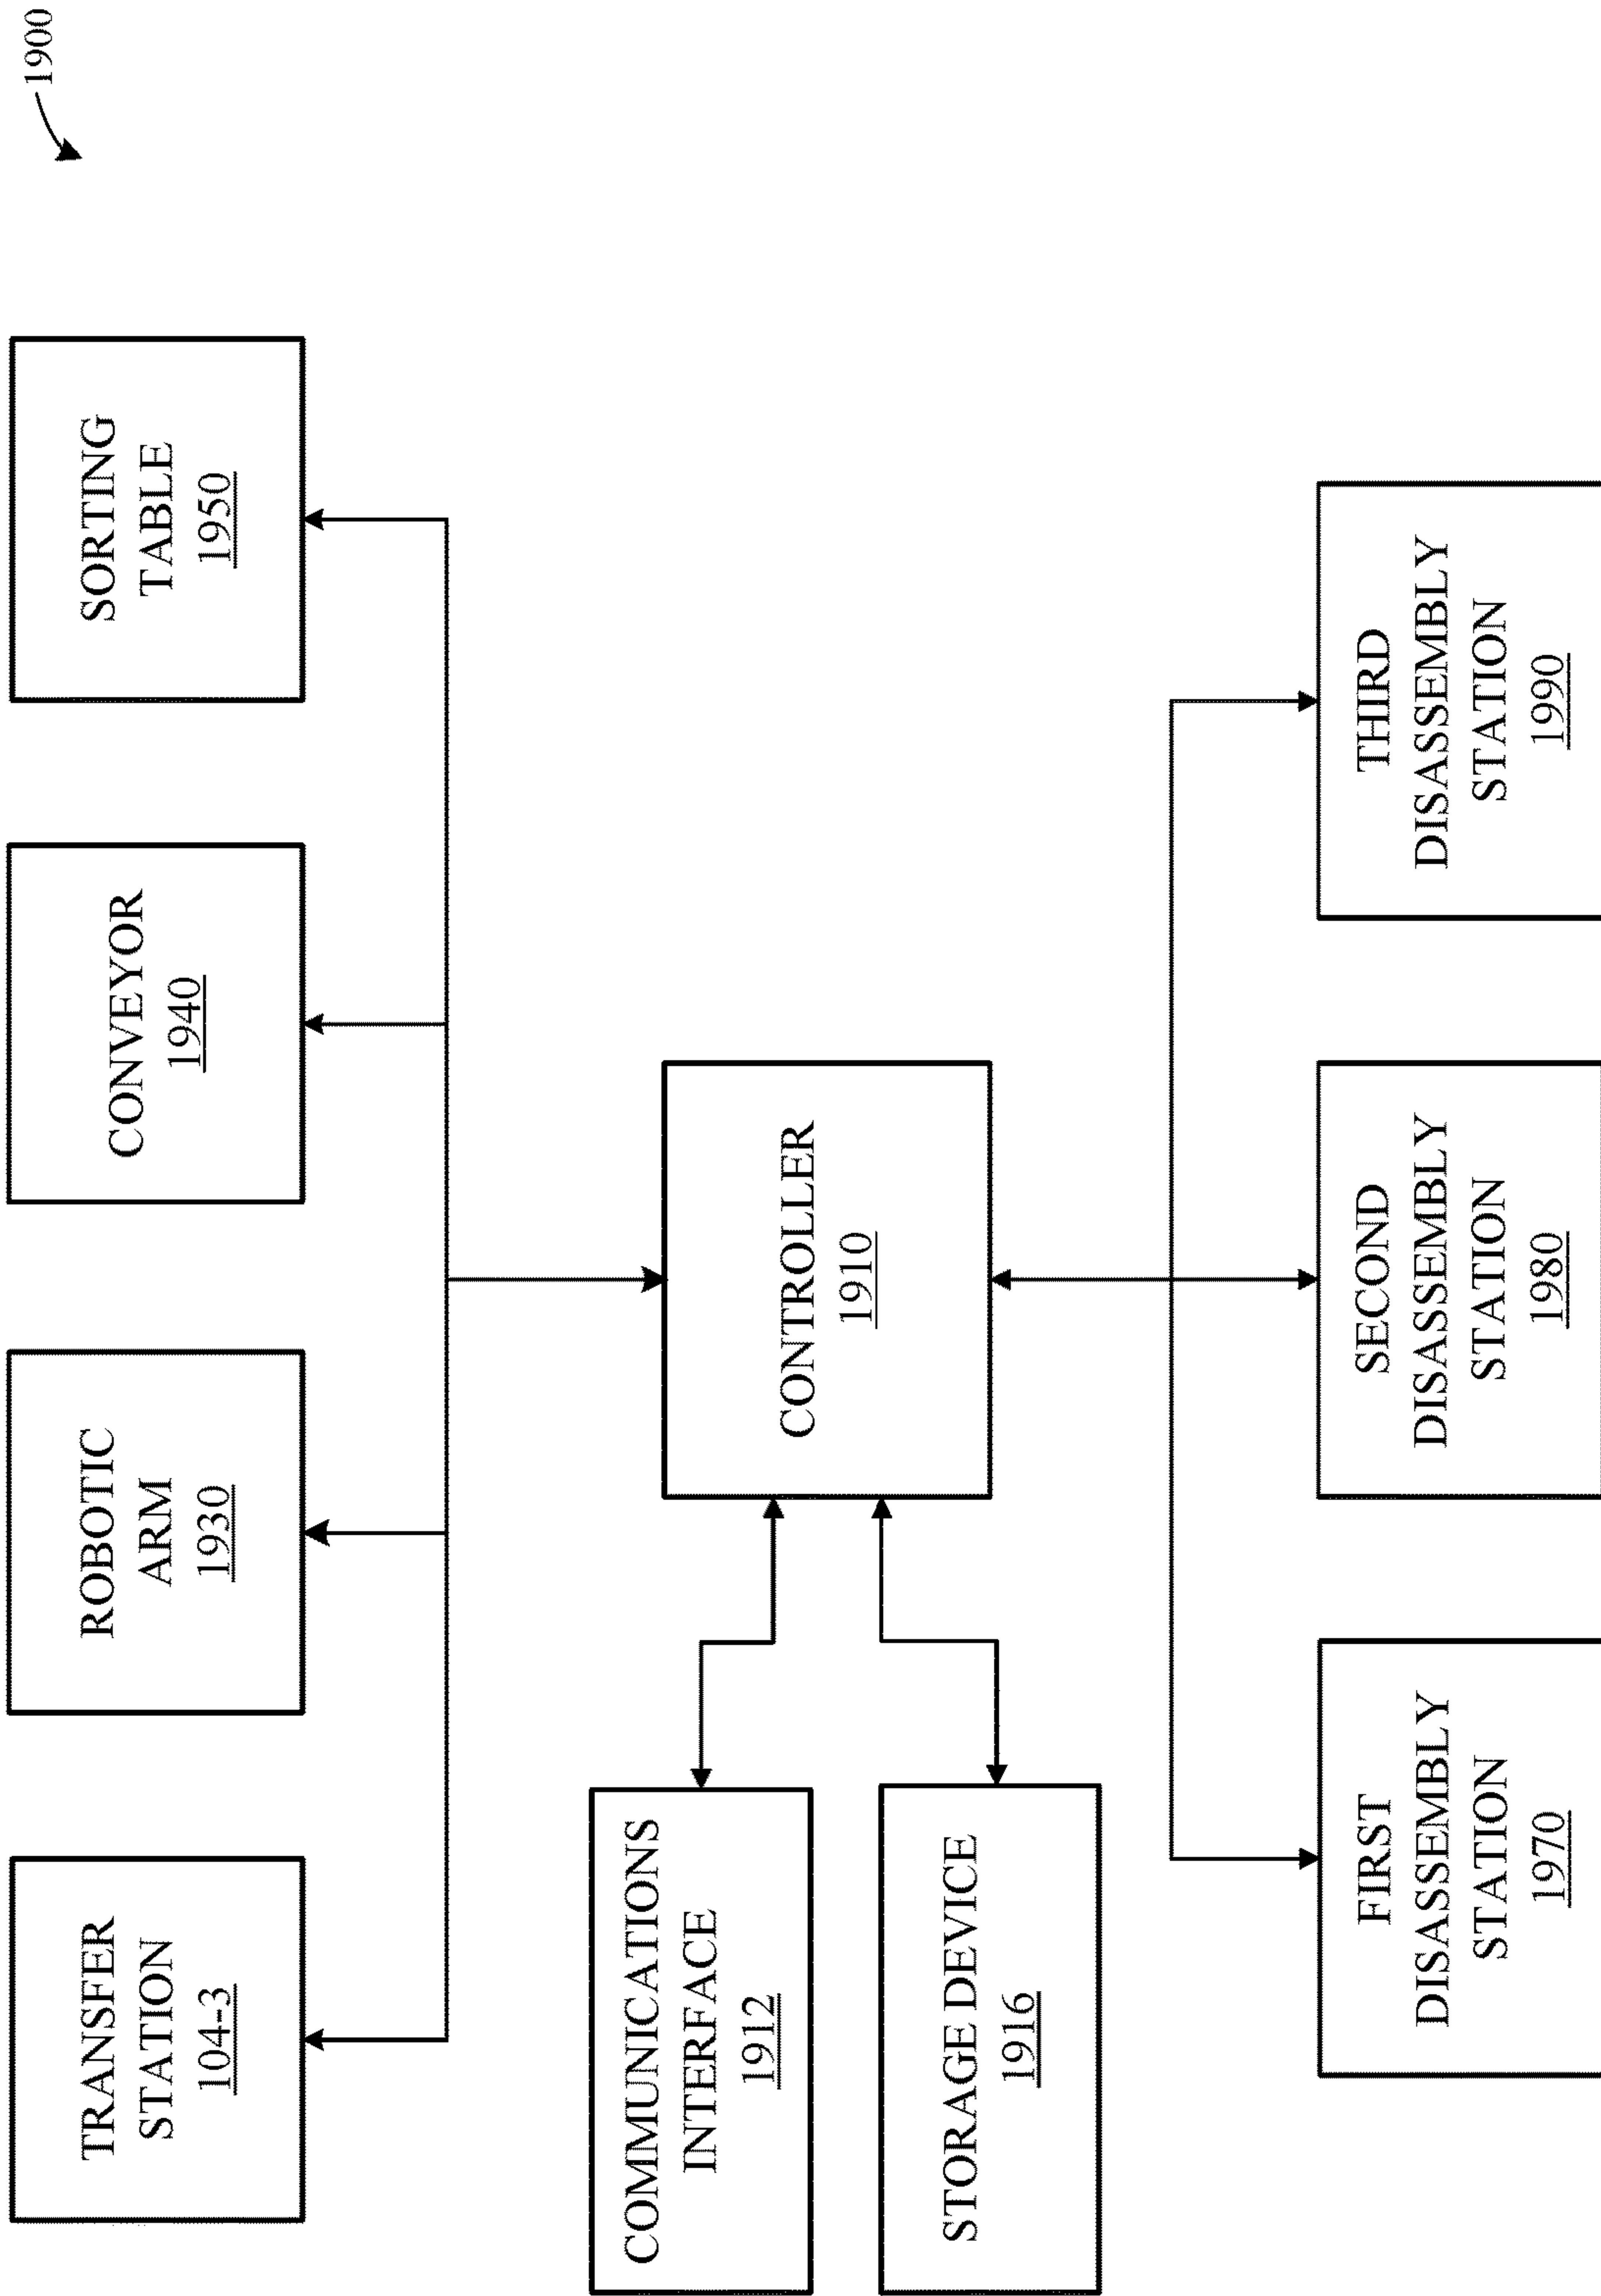 1900
TRANSFER
STATION
104-3
ROBOTIC
ARM
1930
CONVEYOR
1940
SORTING
TABLE
1950
COMMUNICATIONS
INTERFACE
1912
STORAGE DEVICE
1916
CONTROLLER
1910
FIRST
DISASSEMBLY
STATION
1970
SECOND
DISASSEMBLY
STATION
1980
THIRD
DISASSEMBLY
STATION
1990